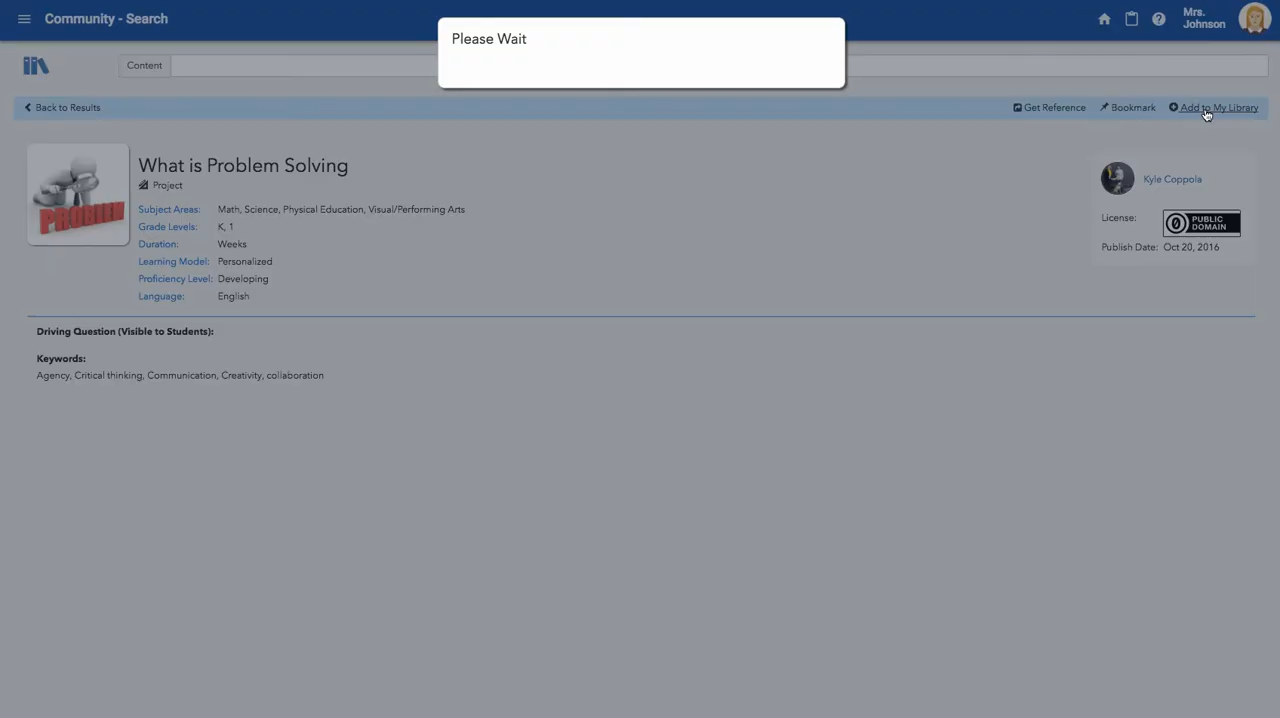 Community - Search
Please Wait
Mrs. Johnson
Content
Back to Results
Get Reference
Bookmark
Add to My Library
PROBLEM
What is Problem Solving
Project
Subject Areas: Math, Science, Physical Education, Visual/Performing Arts
Grade Levels: K, 1
Duration: Weeks
Learning Model: Personalized
Proficiency Level: Developing
Language: English
Kyle Coppola
License: PUBLIC DOMAIN
Publish Date: Oct 20, 2016
Driving Question (Visible to Students):
Keywords:
Agency, Critical thinking, Communication, Creativity, collaboration